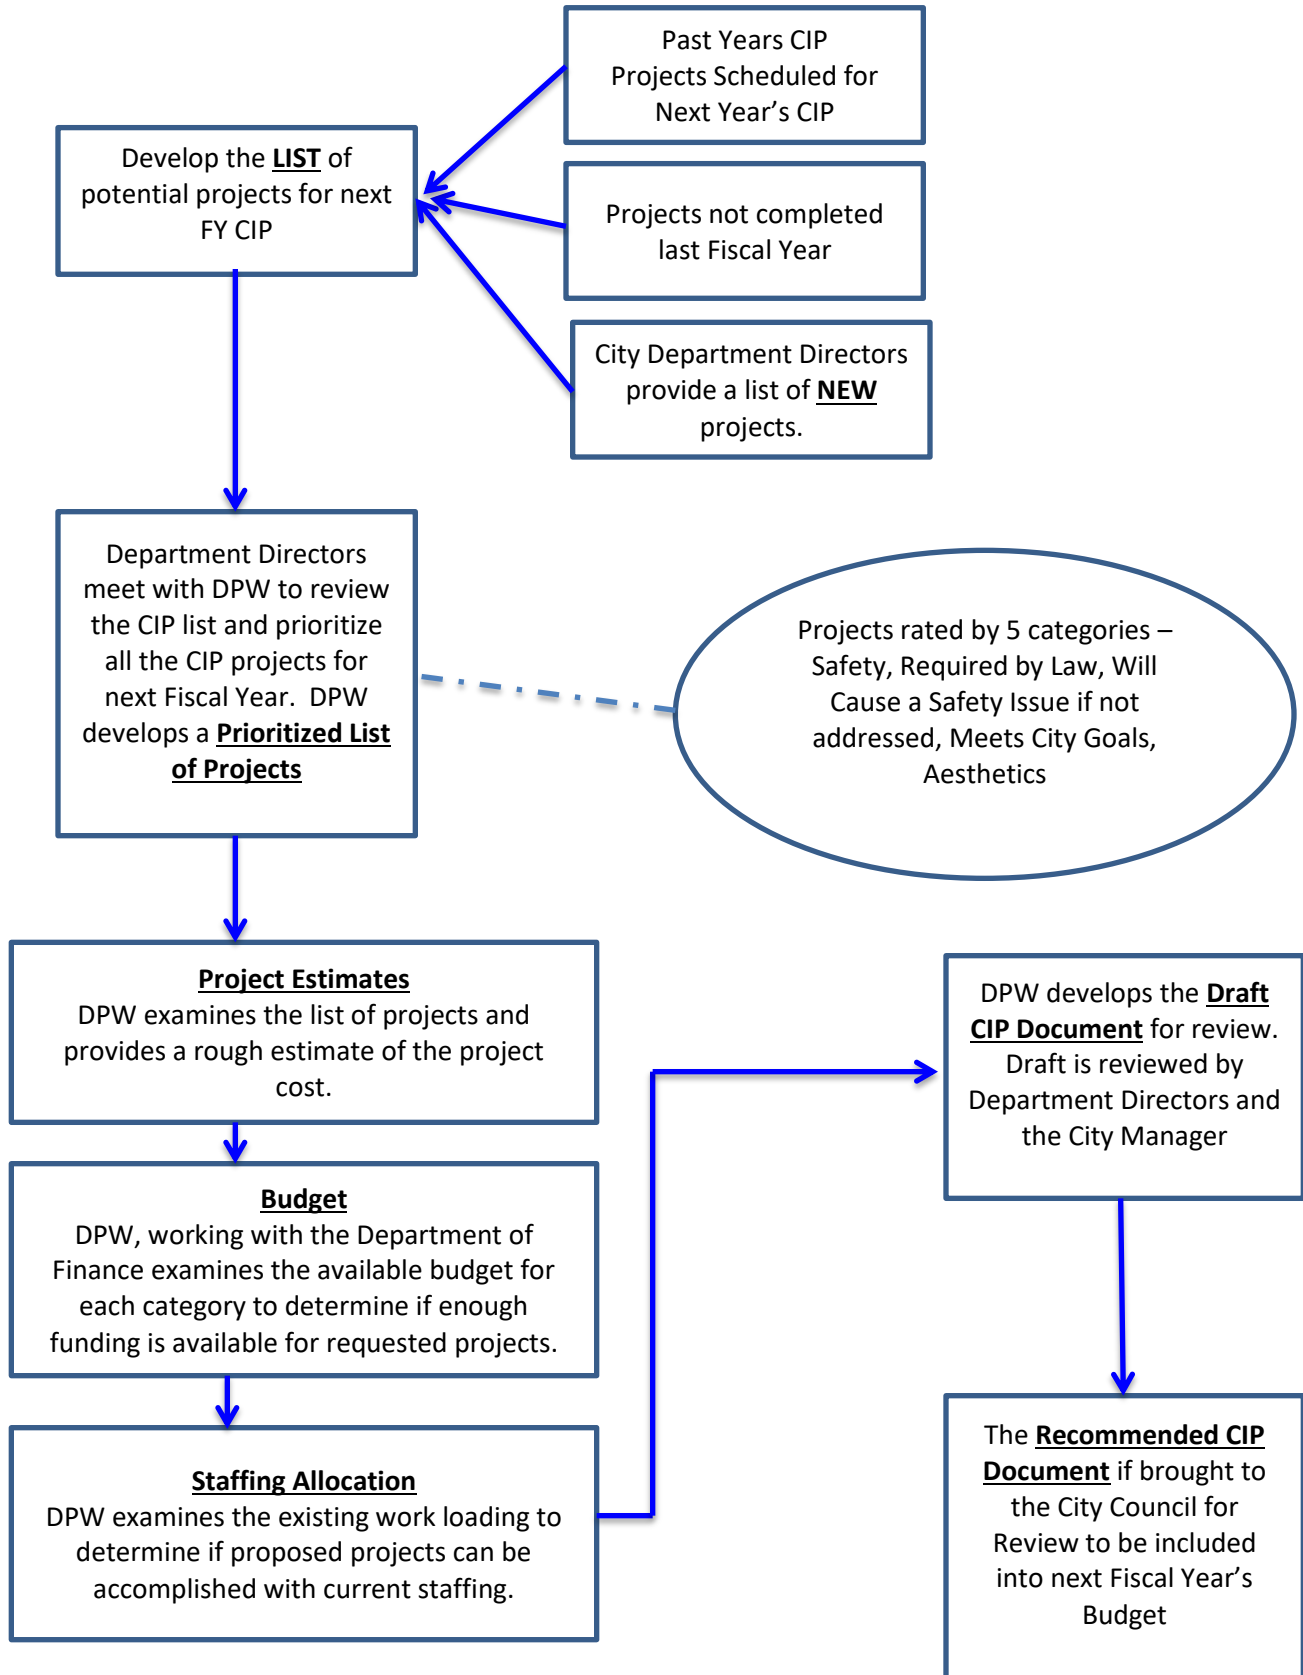 Past Years CIP
Projects Scheduled for
Next Year’s CIP
Develop the LIST of
potential projects for next
FY CIP
Projects not completed
last Fiscal Year
City Department Directors
provide a list of NEW
projects.
Department Directors
meet with DPW to review
the CIP list and prioritize
all the CIP projects for
next Fiscal Year.  DPW
develops a Prioritized List
of Projects
Projects rated by 5 categories –
Safety, Required by Law, Will
Cause a Safety Issue if not
addressed, Meets City Goals,
Aesthetics
Project Estimates
DPW examines the list of projects and
provides a rough estimate of the project
cost.
Budget
DPW, working with the Department of
Finance examines the available budget for
each category to determine if enough
funding is available for requested projects.
Staffing Allocation
DPW examines the existing work loading to
determine if proposed projects can be
accomplished with current staffing.
DPW develops the Draft
CIP Document for review.
Draft is reviewed by
Department Directors and
the City Manager
The Recommended CIP
Document if brought to
the City Council for
Review to be included
into next Fiscal Year’s
Budget